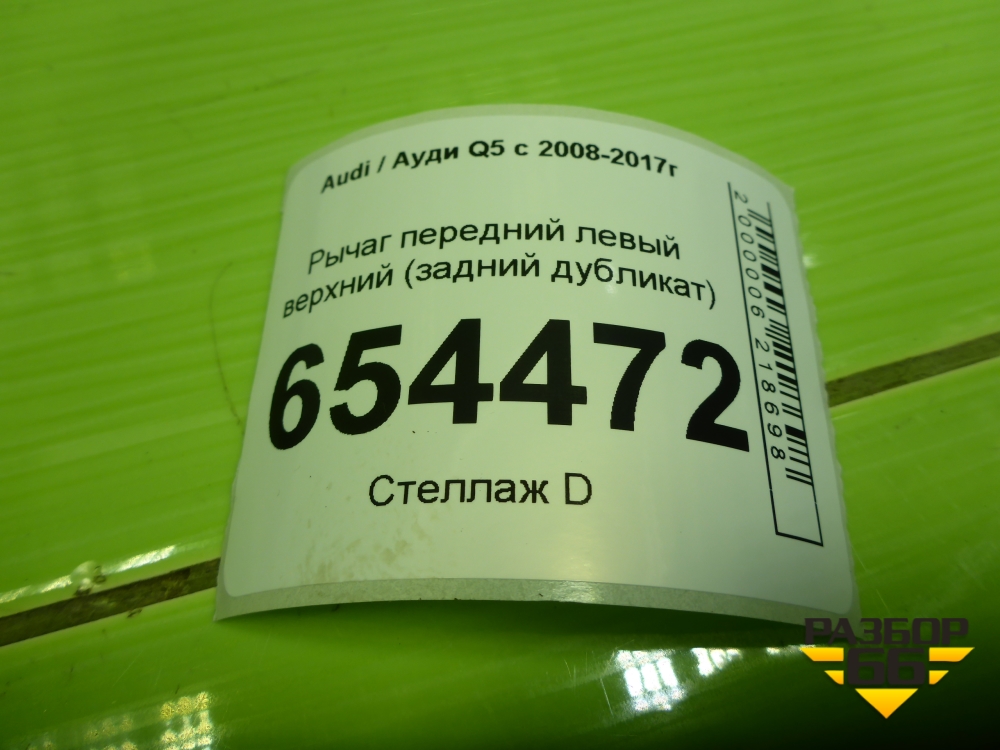 Audi / Ауди Q5 с 2008-2017г
Рычаг передний левый
верхний (задний дубликат)
654472
Стеллаж D
2000006218698
РАЗБОР
66